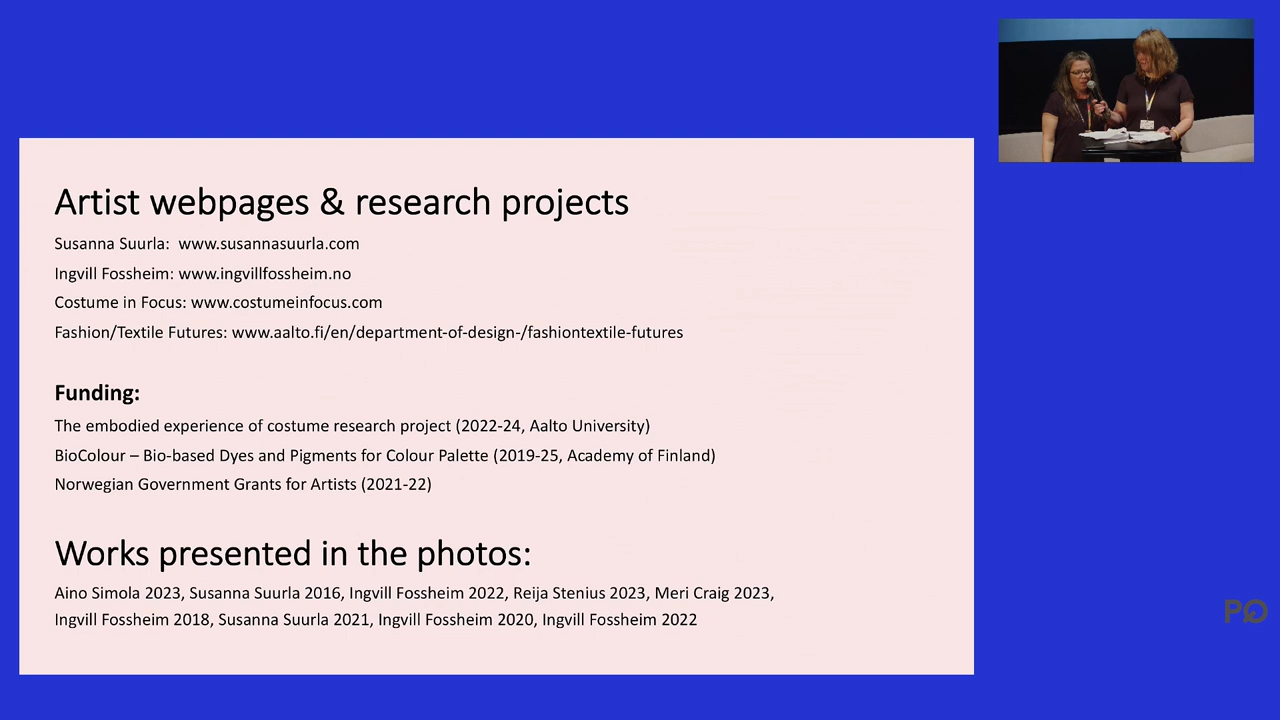 Artist webpages & research projects
Susanna Suurla: www.susannasuurla.com
Ingvill Fossheim: www.ingvillfossheim.no
Costume in Focus: www.costumeinfocus.com
Fashion/Textile Futures: www.aalto.fi/en/department-of-design-/fashiontextile-futures
Funding:
The embodied experience of costume research project (2022-24, Aalto University)
BioColour – Bio-based Dyes and Pigments for Colour Palette (2019-25, Academy of Finland)
Norwegian Government Grants for Artists (2021-22)
Works presented in the photos:
Aino Simola 2023, Susanna Suurla 2016, Ingvill Fossheim 2022, Reija Stenius 2023, Meri Craig 2023,
Ingvill Fossheim 2018, Susanna Suurla 2021, Ingvill Fossheim 2020, Ingvill Fossheim 2022
PQ